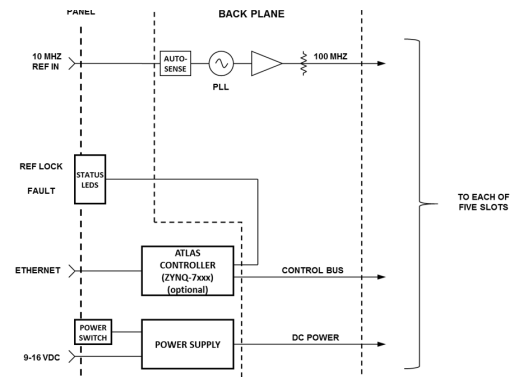 PANEL
BACK PLANE
10 MHZ
REF IN
AUTO-
SENSE
PLL
100 MHZ
REF LOCK
FAULT
STATUS
LEDS
TO EACH OF
FIVE SLOTS
ETHERNET
ATLAS
CONTROLLER
(ZYNQ-7xxx)
(optional)
CONTROL BUS
POWER
SWITCH
9-16 VDC
POWER SUPPLY
DC POWER